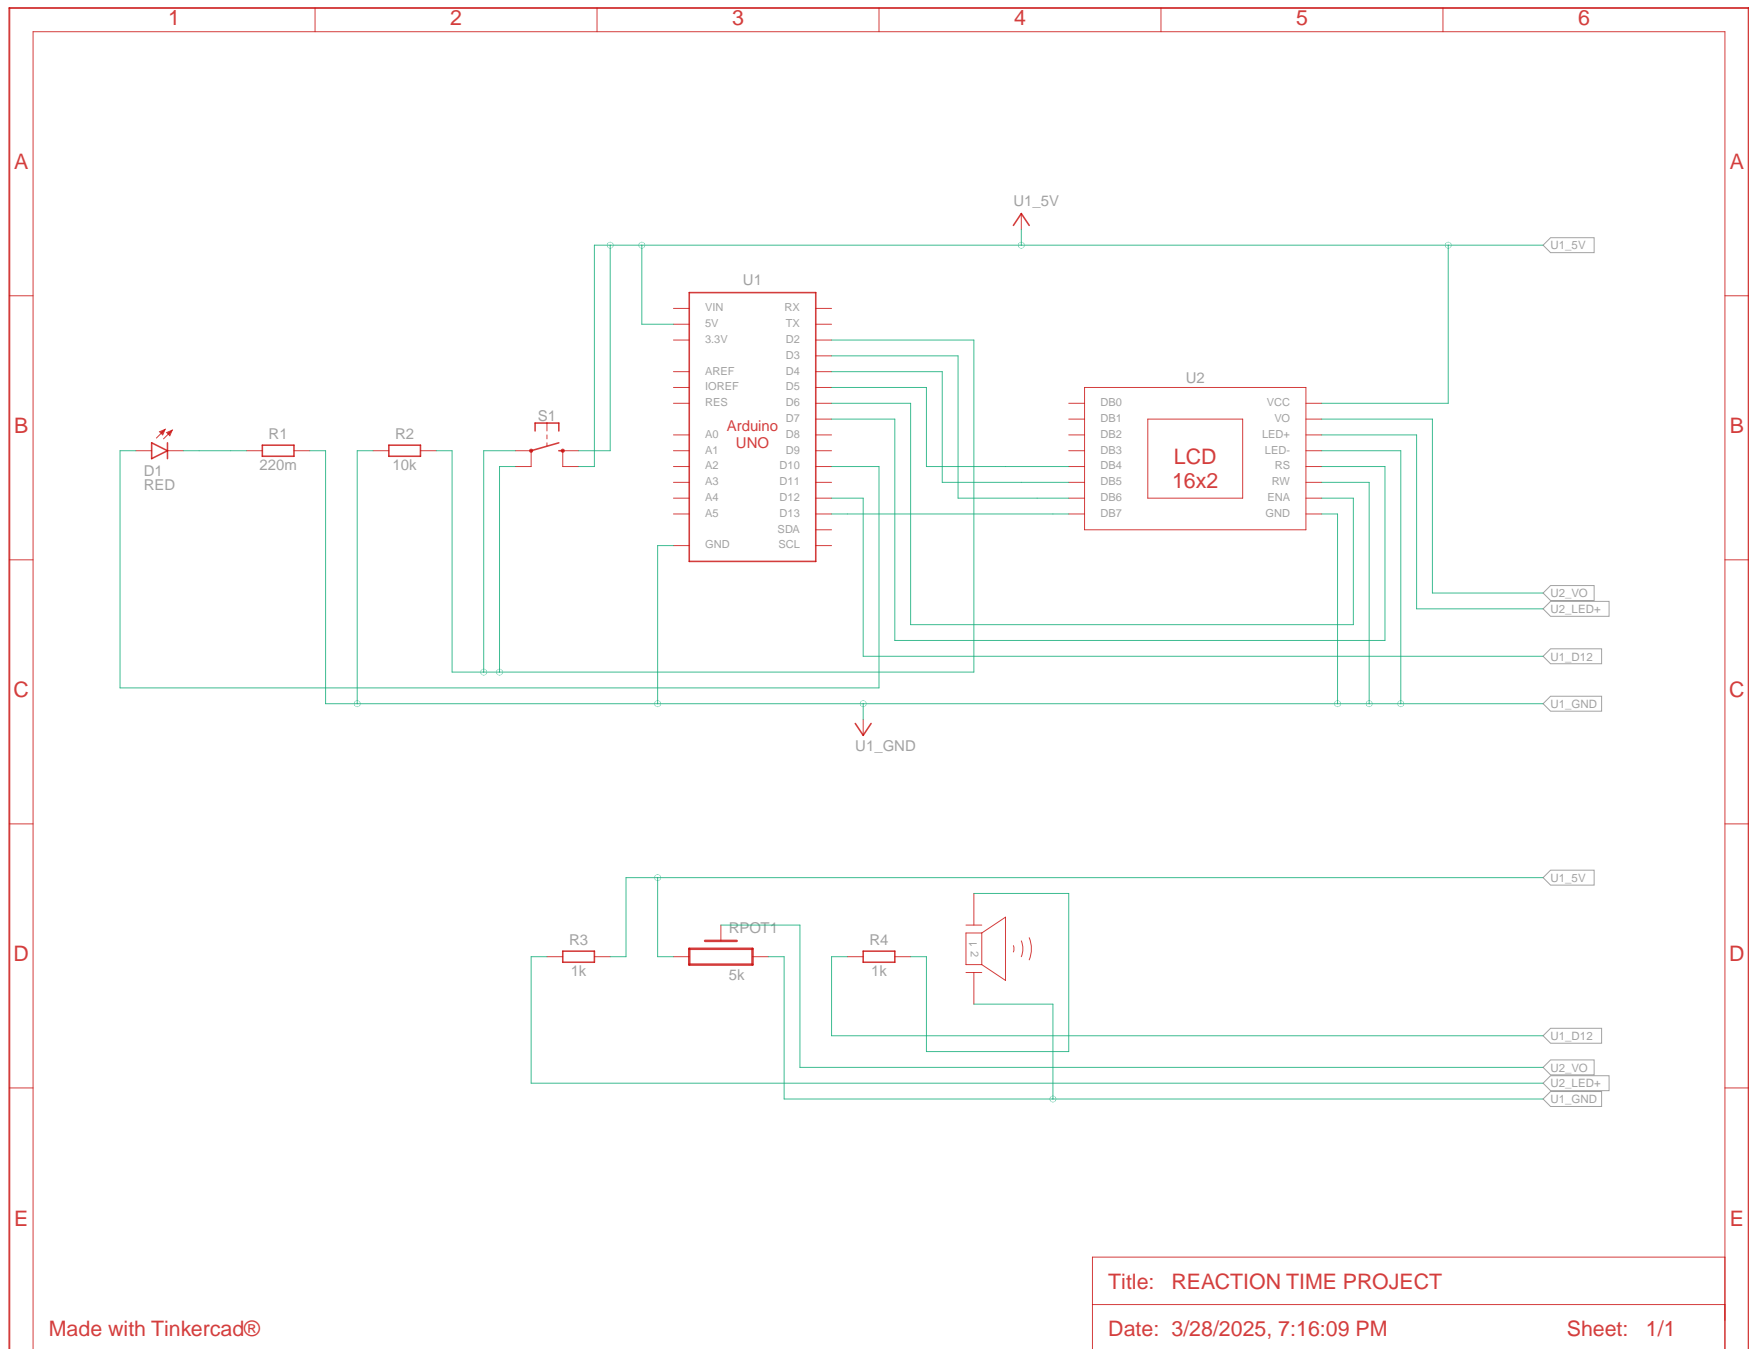 1 2 3 4 5 6
A A
U1_5V
U1_5V
U1
VIN RX
5V TX
3.3V D2
D3
AREF D4
IOREF D5
RES D6
D7
A0 D8
A1 D9
A2 D10
A3 D11
A4 D12
A5 D13
SDA
GND SCL
Arduino
UNO
U2
DB0 VCC
DB1 VO
DB2 LED+
DB3 LED-
DB4 RS
DB5 RW
DB6 ENA
DB7 GND
LCD
16x2
B B
S1
D1
RED
R1
220m
R2
10k
U2_VO
U2_LED+
U1_D12
C C
U1_GND
U1_GND
U1_5V
D D
R3
1k
RPOT1
5k
R4
1k
1 2
U1_D12
U2_VO
U2_LED+
U1_GND
E E
Title: REACTION TIME PROJECT
Made with Tinkercad®
Date: 3/28/2025, 7:16:09 PM Sheet: 1/1